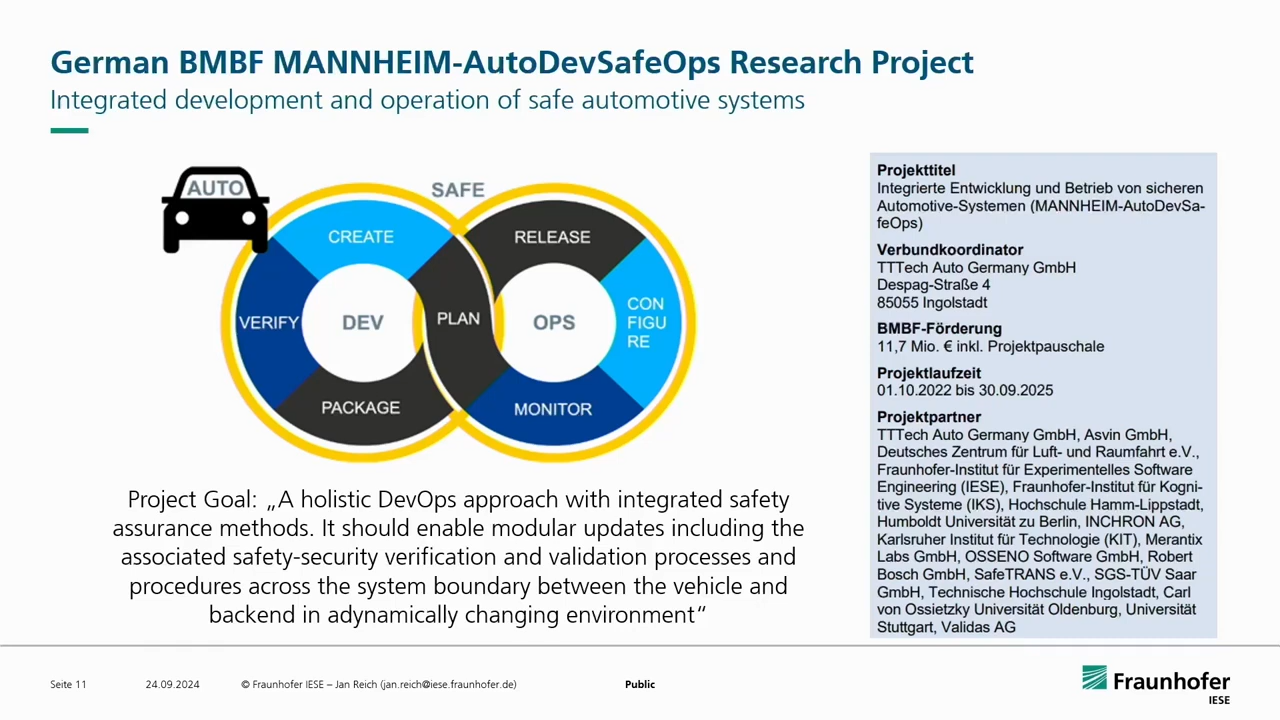 German BMBF MANNHEIM-AutoDevSafeOps Research Project
Integrated development and operation of safe automotive systems
AUTO
SAFE
CREATE
RELEASE
VERIFY
DEV
PLAN
OPS
CON
FIGU
RE
PACKAGE
MONITOR
Project Goal: „A holistic DevOps approach with integrated safety
assurance methods. It should enable modular updates including the
associated safety-security verification and validation processes and
procedures across the system boundary between the vehicle and
backend in adynamically changing environment“
Projekttitel
Integrierte Entwicklung und Betrieb von sicheren
Automotive-Systemen (MANNHEIM-AutoDevSa-
feOps)
Verbundkoordinator
TTTech Auto Germany GmbH
Despag-Straße 4
85055 Ingolstadt
BMBF-Förderung
11,7 Mio. € inkl. Projektpauschale
Projektlaufzeit
01.10.2022 bis 30.09.2025
Projektpartner
TTTech Auto Germany GmbH, Asvin GmbH,
Deutsches Zentrum für Luft- und Raumfahrt e.V.,
Fraunhofer-Institut für Experimentelles Software
Engineering (IESE), Fraunhofer-Institut für Kogni-
tive Systeme (IKS), Hochschule Hamm-Lippstadt,
Humboldt Universität zu Berlin, INCHRON AG,
Karlsruher Institut für Technologie (KIT), Merantix
Labs GmbH, OSSENO Software GmbH, Robert
Bosch GmbH, SafeTRANS e.V., SGS-TÜV Saar
GmbH, Technische Hochschule Ingolstadt, Carl
von Ossietzky Universität Oldenburg, Universität
Stuttgart, Validas AG
Seite 11
24.09.2024
© Fraunhofer IESE – Jan Reich (jan.reich@iese.fraunhofer.de)
Public
Fraunhofer
IESE